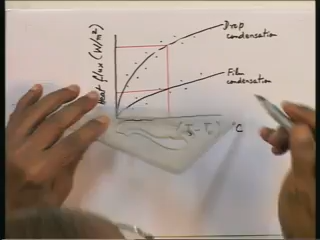 Drop
condensation
Heat flux (W/m²)
Film
condensation
°C